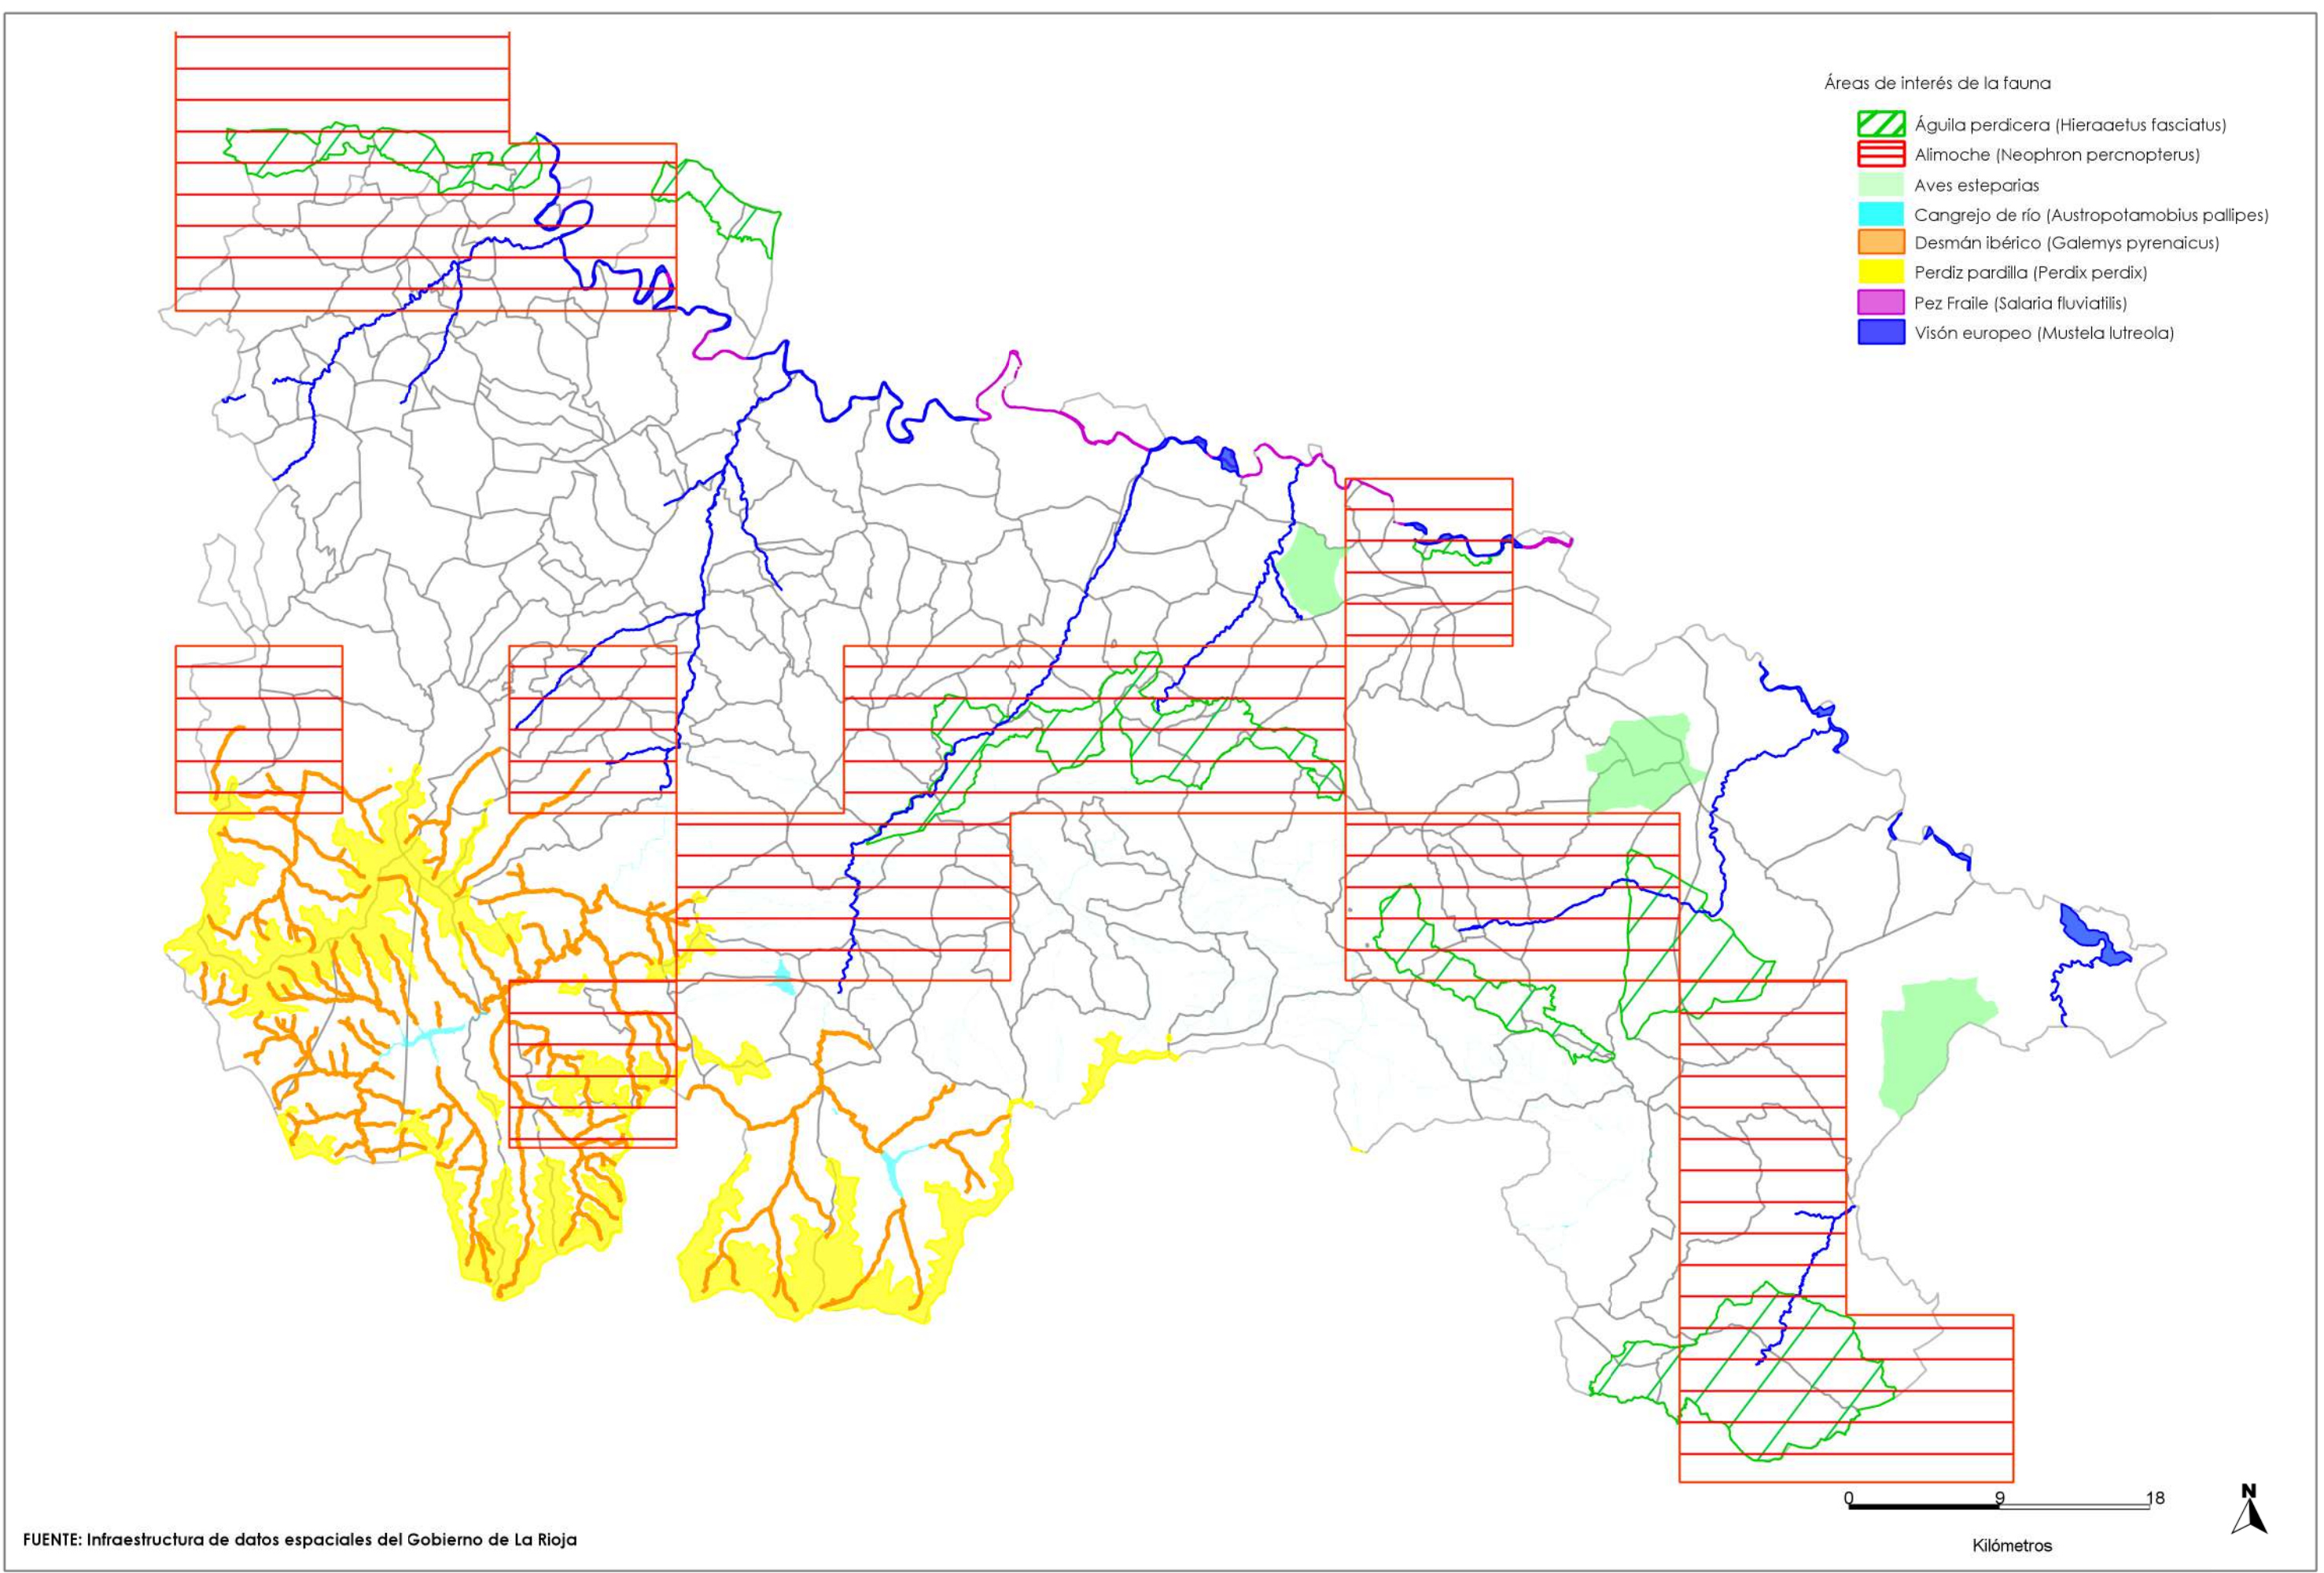 Áreas de interés de la fauna
Águila perdicera (Hieraaetus fasciatus)
Alimoche (Neophron percnopterus)
Aves esteparias
Cangrejo de río (Austropotamobius pallipes)
Desmán ibérico (Galemys pyrenaicus)
Perdiz pardilla (Perdix perdix)
Pez Fraile (Salaria fluviatilis)
Visón europeo (Mustela lutreola)
0 9 18
N
Kilómetros
FUENTE: Infraestructura de datos espaciales del Gobierno de La Rioja